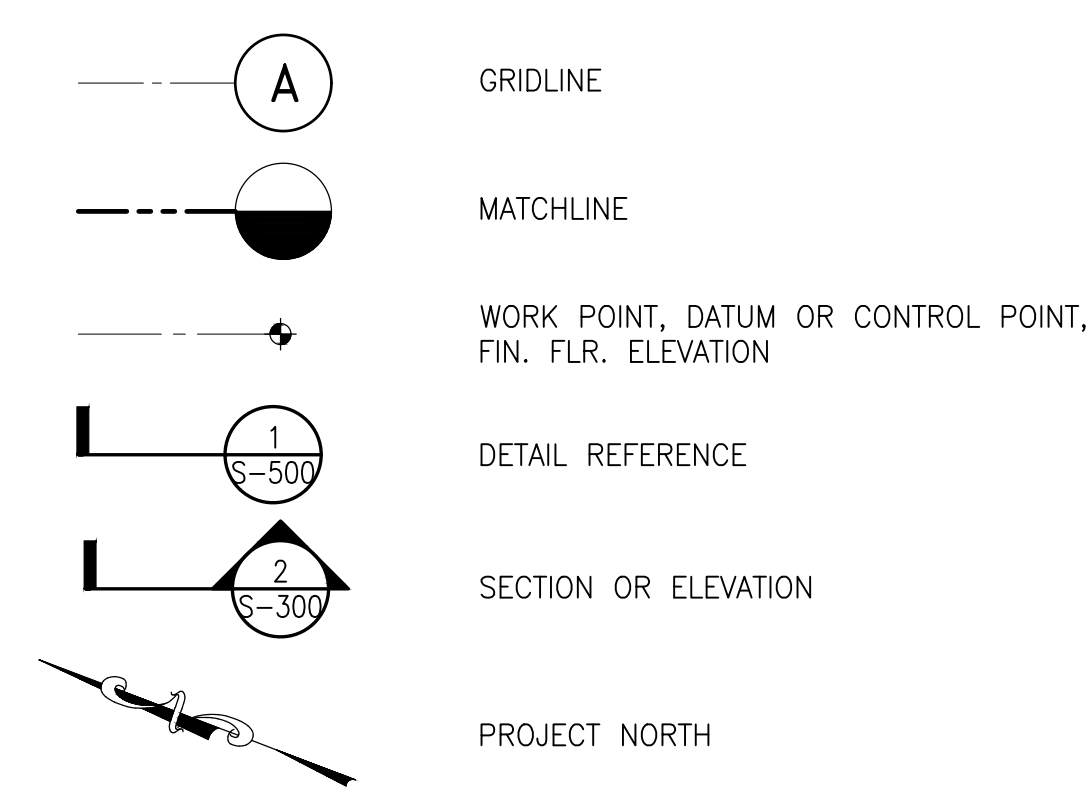 A GRIDLINE
MATCHLINE
WORK POINT, DATUM OR CONTROL POINT,
FIN. FLR. ELEVATION
1
S-500
DETAIL REFERENCE
2
S-300
SECTION OR ELEVATION
N
PROJECT NORTH